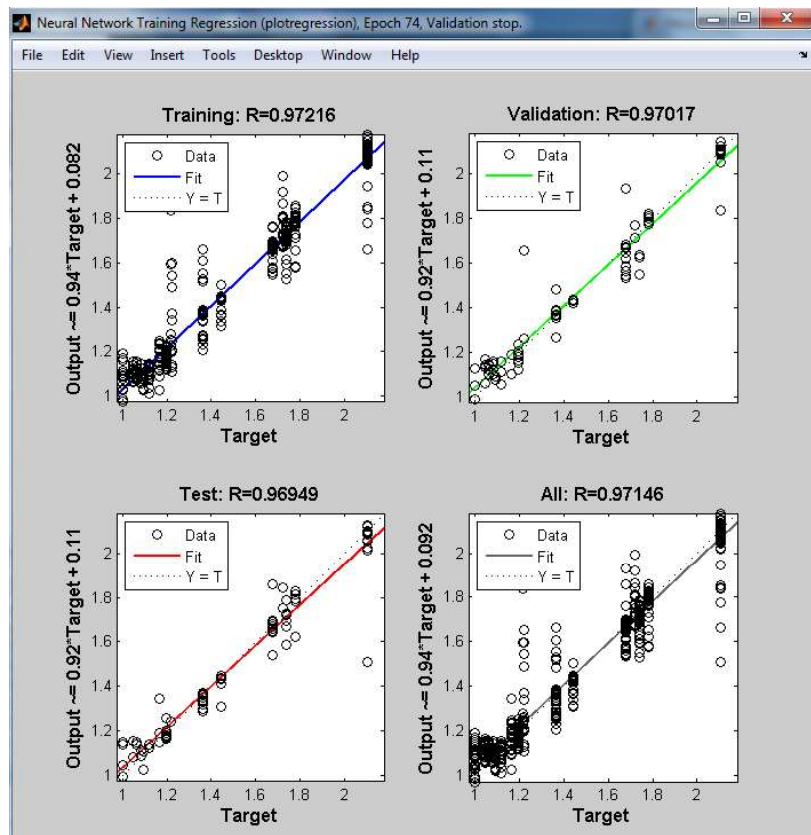 Neural Network Training Regression (plotregression), Epoch 74, Validation stop.
File Edit View Insert Tools Desktop Window Help
Training: R=0.97216
Output ~= 0.94*Target + 0.082
Data
Fit
Y = T
2
1.8
1.6
1.4
1.2
1
1 1.2 1.4 1.6 1.8 2
Target
Validation: R=0.97017
Output ~= 0.92*Target + 0.11
Data
Fit
Y = T
2
1.8
1.6
1.4
1.2
1
1 1.2 1.4 1.6 1.8 2
Target
Test: R=0.96949
Output ~= 0.92*Target + 0.11
Data
Fit
Y = T
2
1.8
1.6
1.4
1.2
1
1 1.2 1.4 1.6 1.8 2
Target
All: R=0.97146
Output ~= 0.94*Target + 0.092
Data
Fit
Y = T
2
1.8
1.6
1.4
1.2
1
1 1.2 1.4 1.6 1.8 2
Target